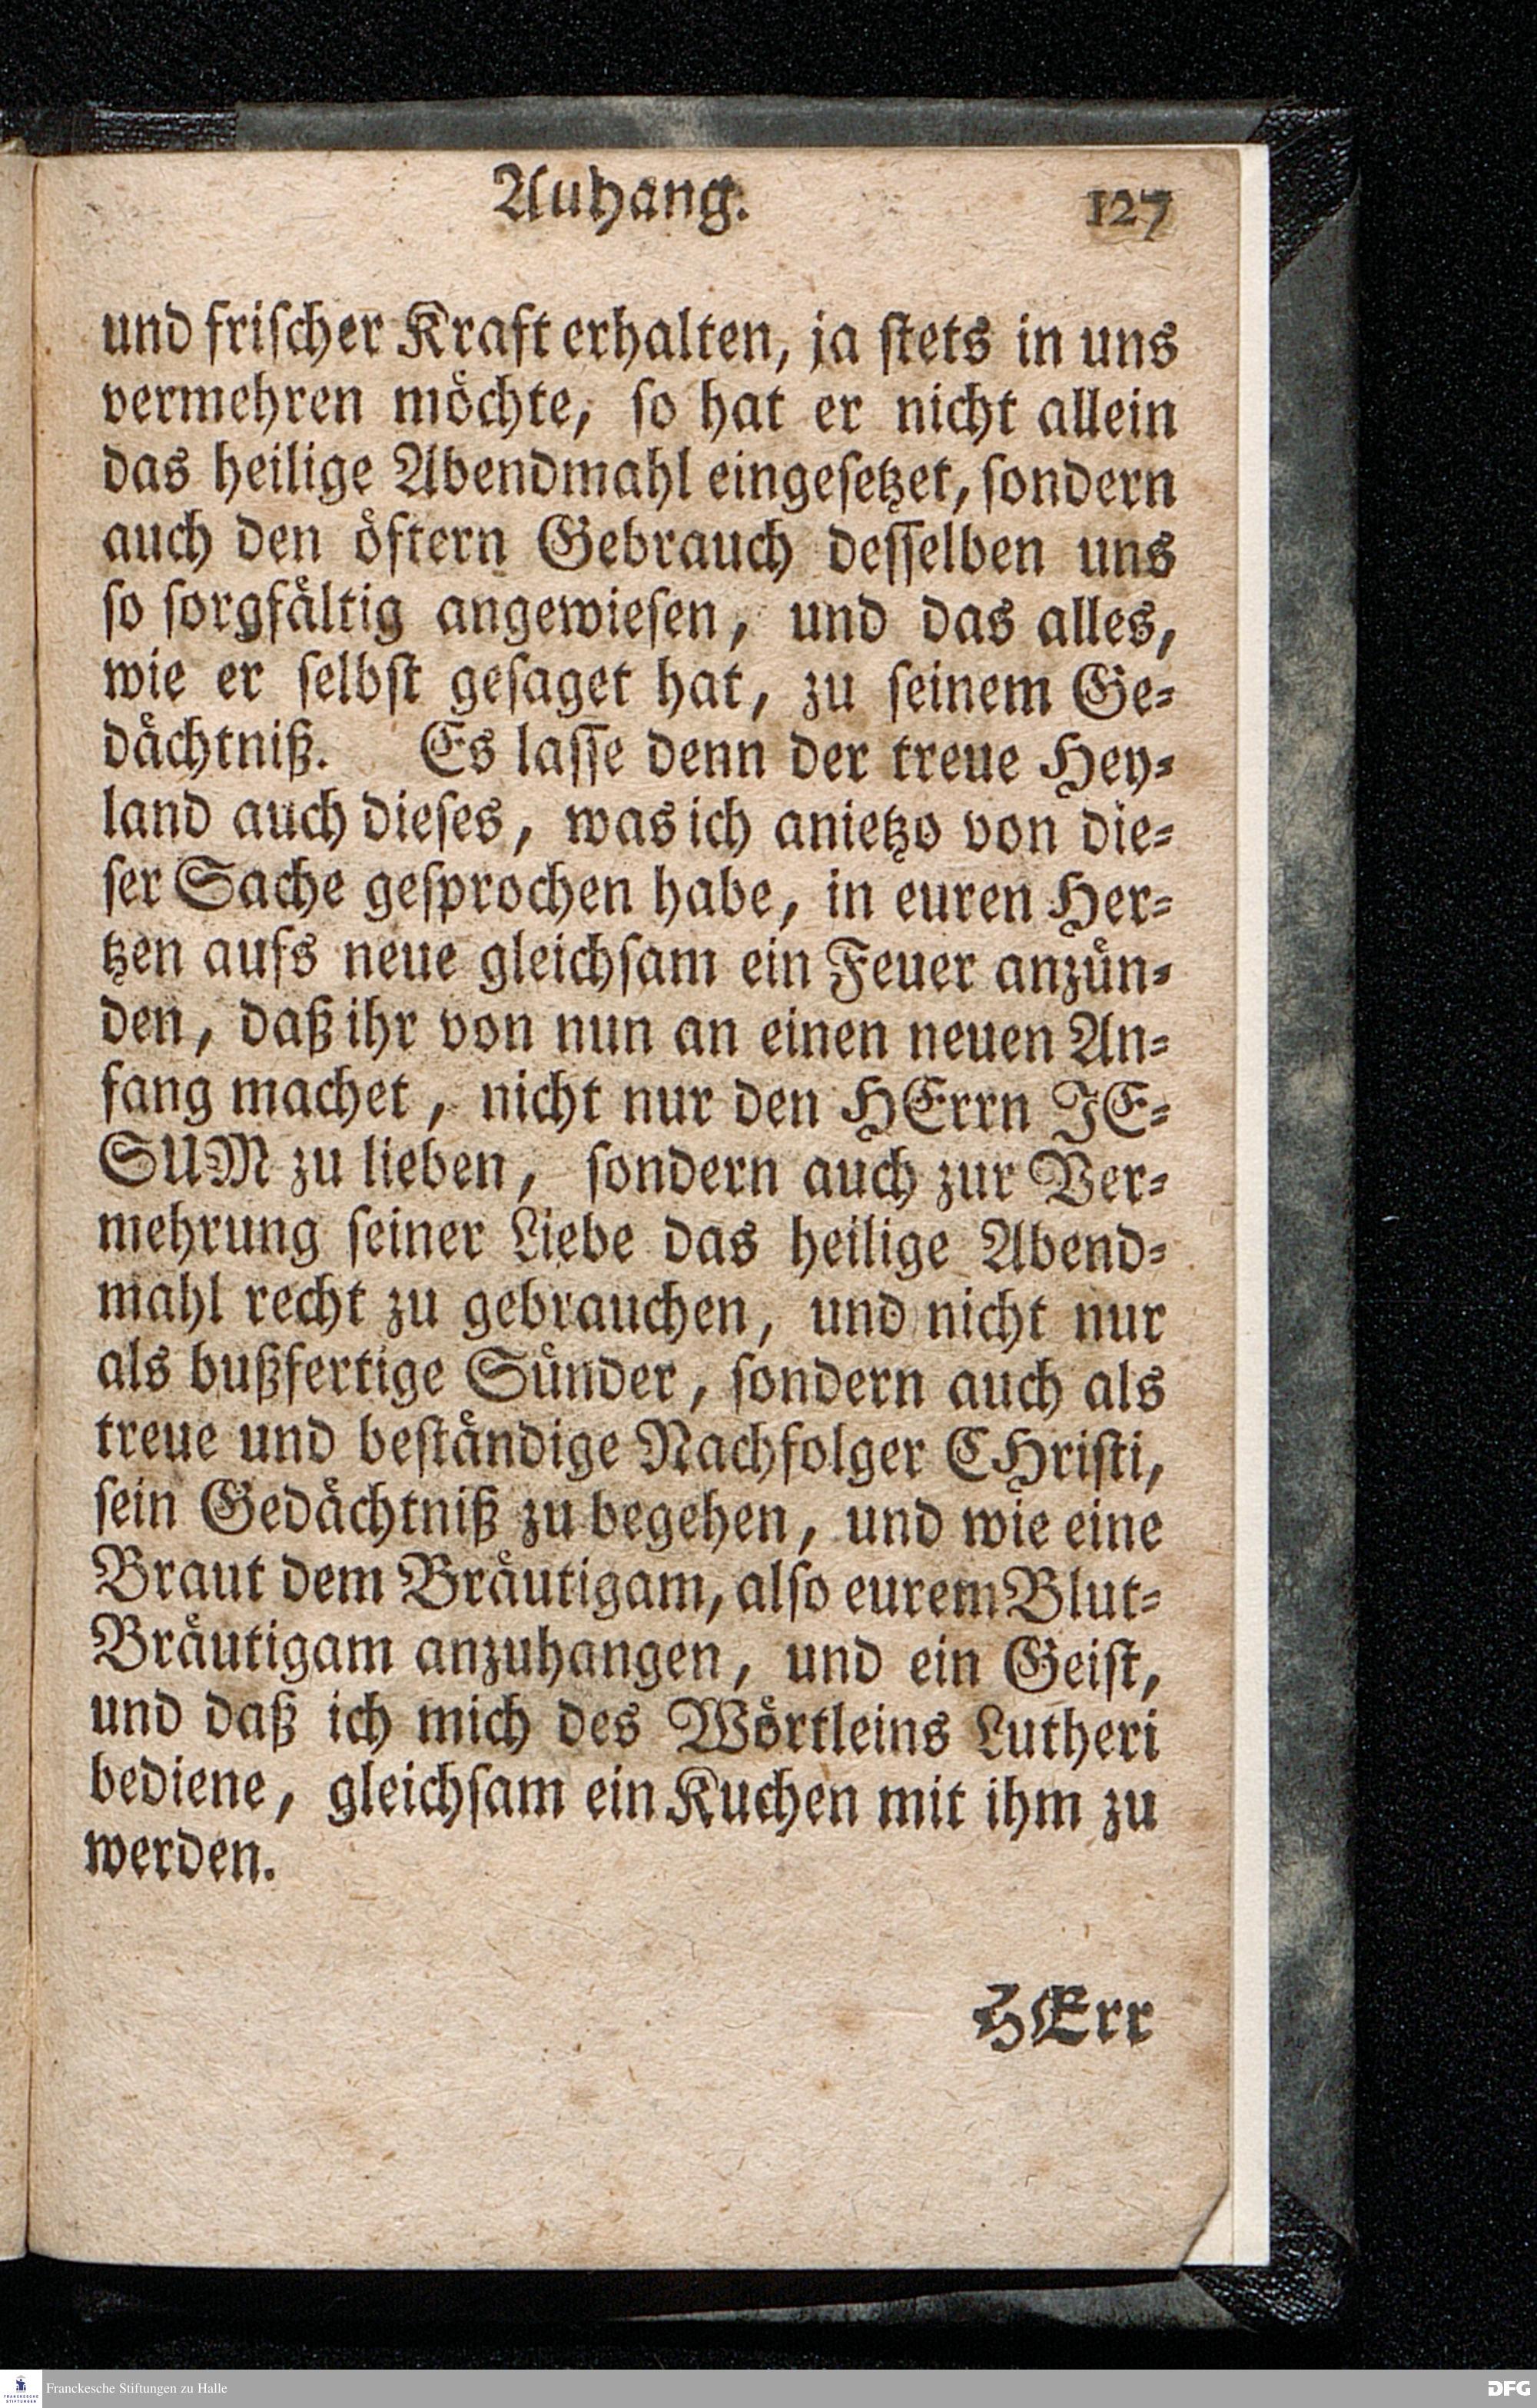 Auhang.
127
und friſcher Kraft erhalten, ja ſtets in uns
vermehren möchte, ſo hat er nicht allein
das heilige Abendmahl eingeſetzet, ſondern
auch den öftern Gebrauch deſſelben uns
ſo ſorgfältig angewieſen, und das alles,
wie er ſelbſt geſaget hat, zu ſeinem Ge-
dächtniß. Es laſſe denn der treue Hey-
land auch dieſes, was ich anietzo von die-
ſer Sache geſprochen habe, in euren Her-
tzen aufs neue gleichſam ein Feuer anzün-
den, daß ihr von nun an einen neuen An-
fang machet, nicht nur den HErrn JE-
SUM zu lieben, ſondern auch zur Ver-
mehrung ſeiner Liebe das heilige Abend-
mahl recht zu gebrauchen, und nicht nur
als bußfertige Sünder, ſondern auch als
treue und beſtändige Nachfolger CHriſti,
ſein Gedächtniß zu begehen, und wie eine
Braut dem Bräutigam, alſo eurem Blut-
Bräutigam anzuhangen, und ein Geiſt,
und daß ich mich des Wörtleins Lutheri
bediene, gleichſam ein Kuchen mit ihm zu
werden.
HErr
Franckesche Stiftungen zu Halle
DFG